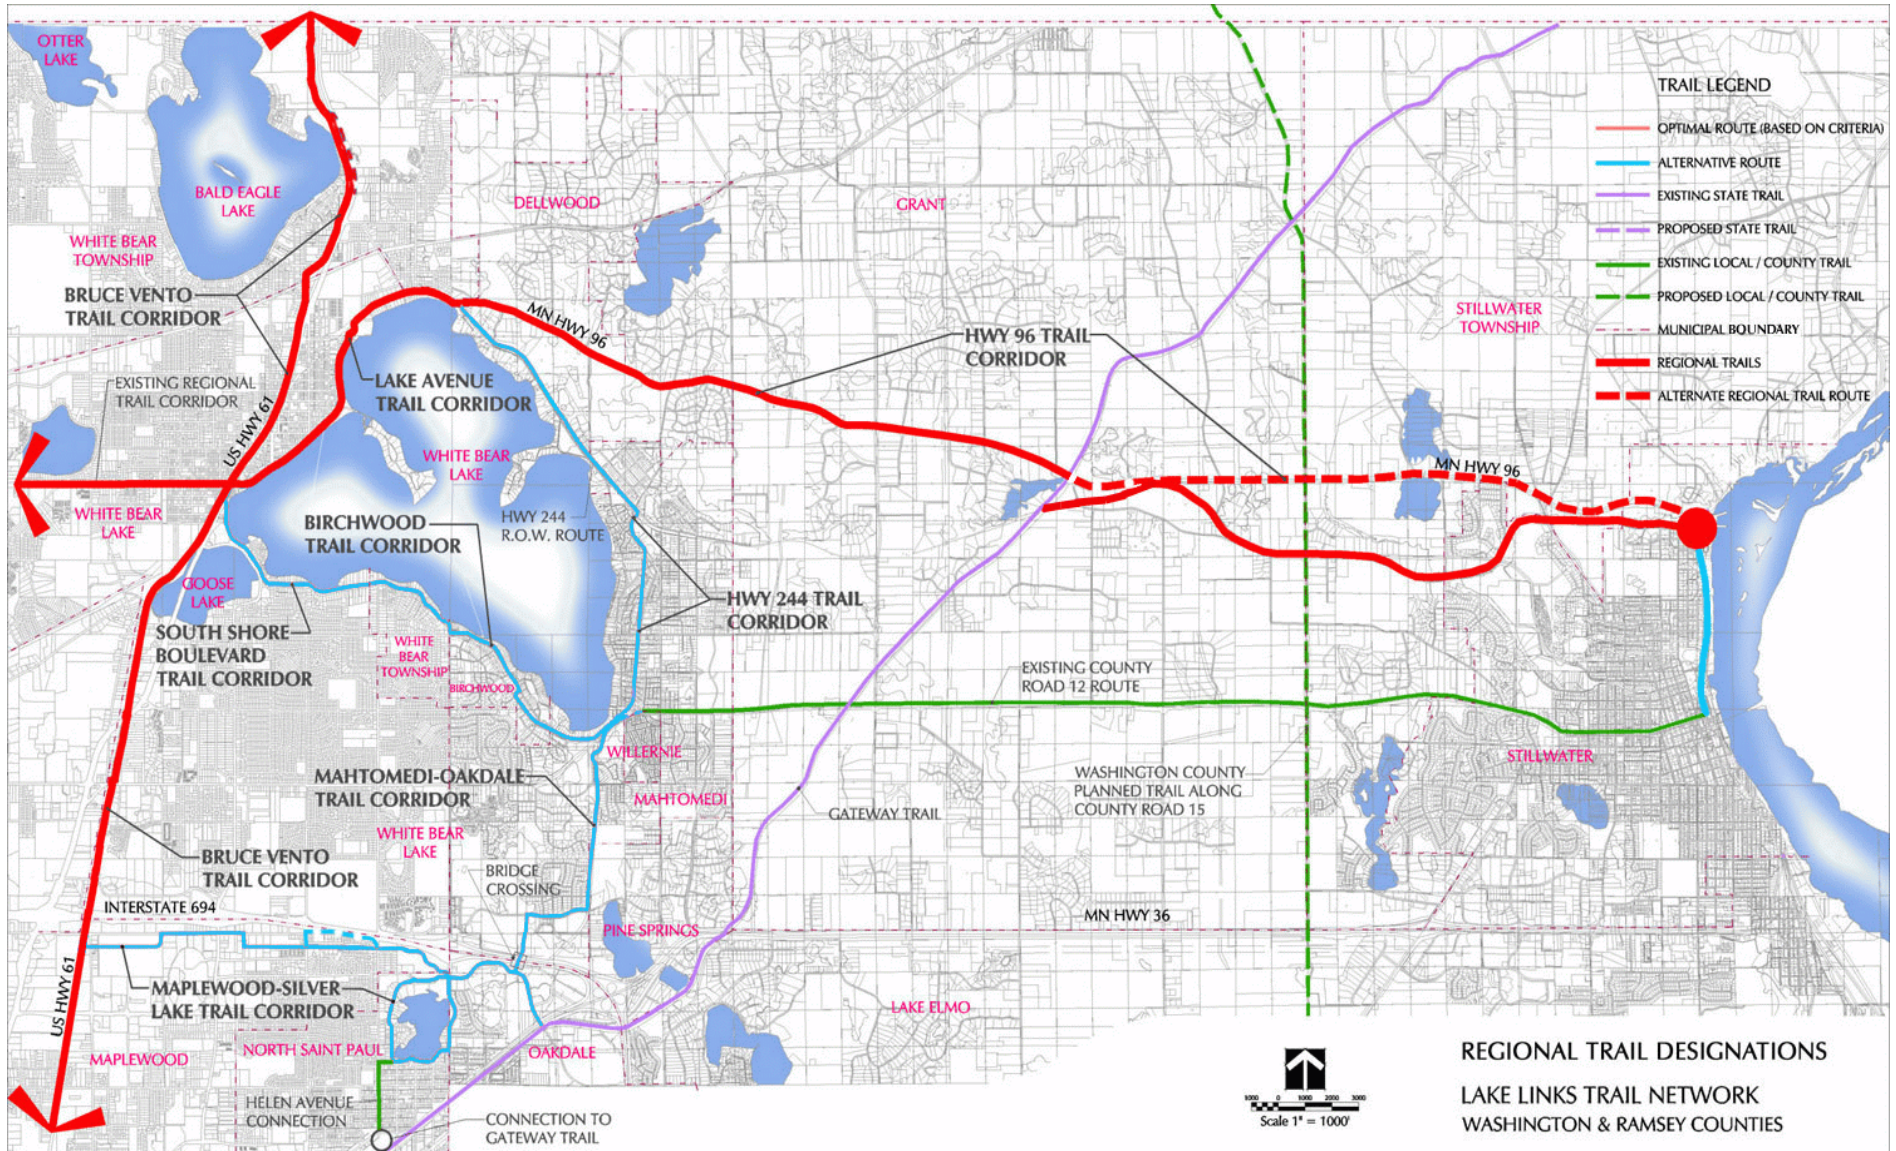 OTTER
LAKE
BALD EAGLE
LAKE
WHITE BEAR
TOWNSHIP
BRUCE VENTO
TRAIL CORRIDOR
DELLWOOD
GRANT
MN HWY 96
HWY 96 TRAIL
CORRIDOR
STILLWATER
TOWNSHIP
TRAIL LEGEND
OPTIMAL ROUTE (BASED ON CRITERIA)
ALTERNATIVE ROUTE
EXISTING STATE TRAIL
PROPOSED STATE TRAIL
EXISTING LOCAL / COUNTY TRAIL
PROPOSED LOCAL / COUNTY TRAIL
MUNICIPAL BOUNDARY
REGIONAL TRAILS
ALTERNATE REGIONAL TRAIL ROUTE
EXISTING REGIONAL
TRAIL CORRIDOR
US HWY 61
LAKE AVENUE
TRAIL CORRIDOR
WHITE BEAR
LAKE
MN HWY 96
WHITE BEAR
LAKE
BIRCHWOOD
TRAIL CORRIDOR
HWY 244
R.O.W. ROUTE
GOOSE
LAKE
HWY 244 TRAIL
CORRIDOR
SOUTH SHORE
BOULEVARD
TRAIL CORRIDOR
WHITE
BEAR
TOWNSHIP
BIRCHWOOD
EXISTING COUNTY
ROAD 12 ROUTE
WILLERNIE
STILLWATER
MAHTOMEDI-OAKDALE
TRAIL CORRIDOR
MAHTOMEDI
WASHINGTON COUNTY
PLANNED TRAIL ALONG
COUNTY ROAD 15
GATEWAY TRAIL
WHITE BEAR
LAKE
BRUCE VENTO
TRAIL CORRIDOR
BRIDGE
CROSSING
INTERSTATE 694
MN HWY 36
PINE SPRINGS
US HWY 61
MAPLEWOOD-SILVER
LAKE TRAIL CORRIDOR
LAKE ELMO
MAPLEWOOD
NORTH SAINT PAUL
OAKDALE
HELEN AVENUE
CONNECTION
CONNECTION TO
GATEWAY TRAIL
1000 0 1000 2000 3000
Scale 1" = 1000'
REGIONAL TRAIL DESIGNATIONS
LAKE LINKS TRAIL NETWORK
WASHINGTON & RAMSEY COUNTIES